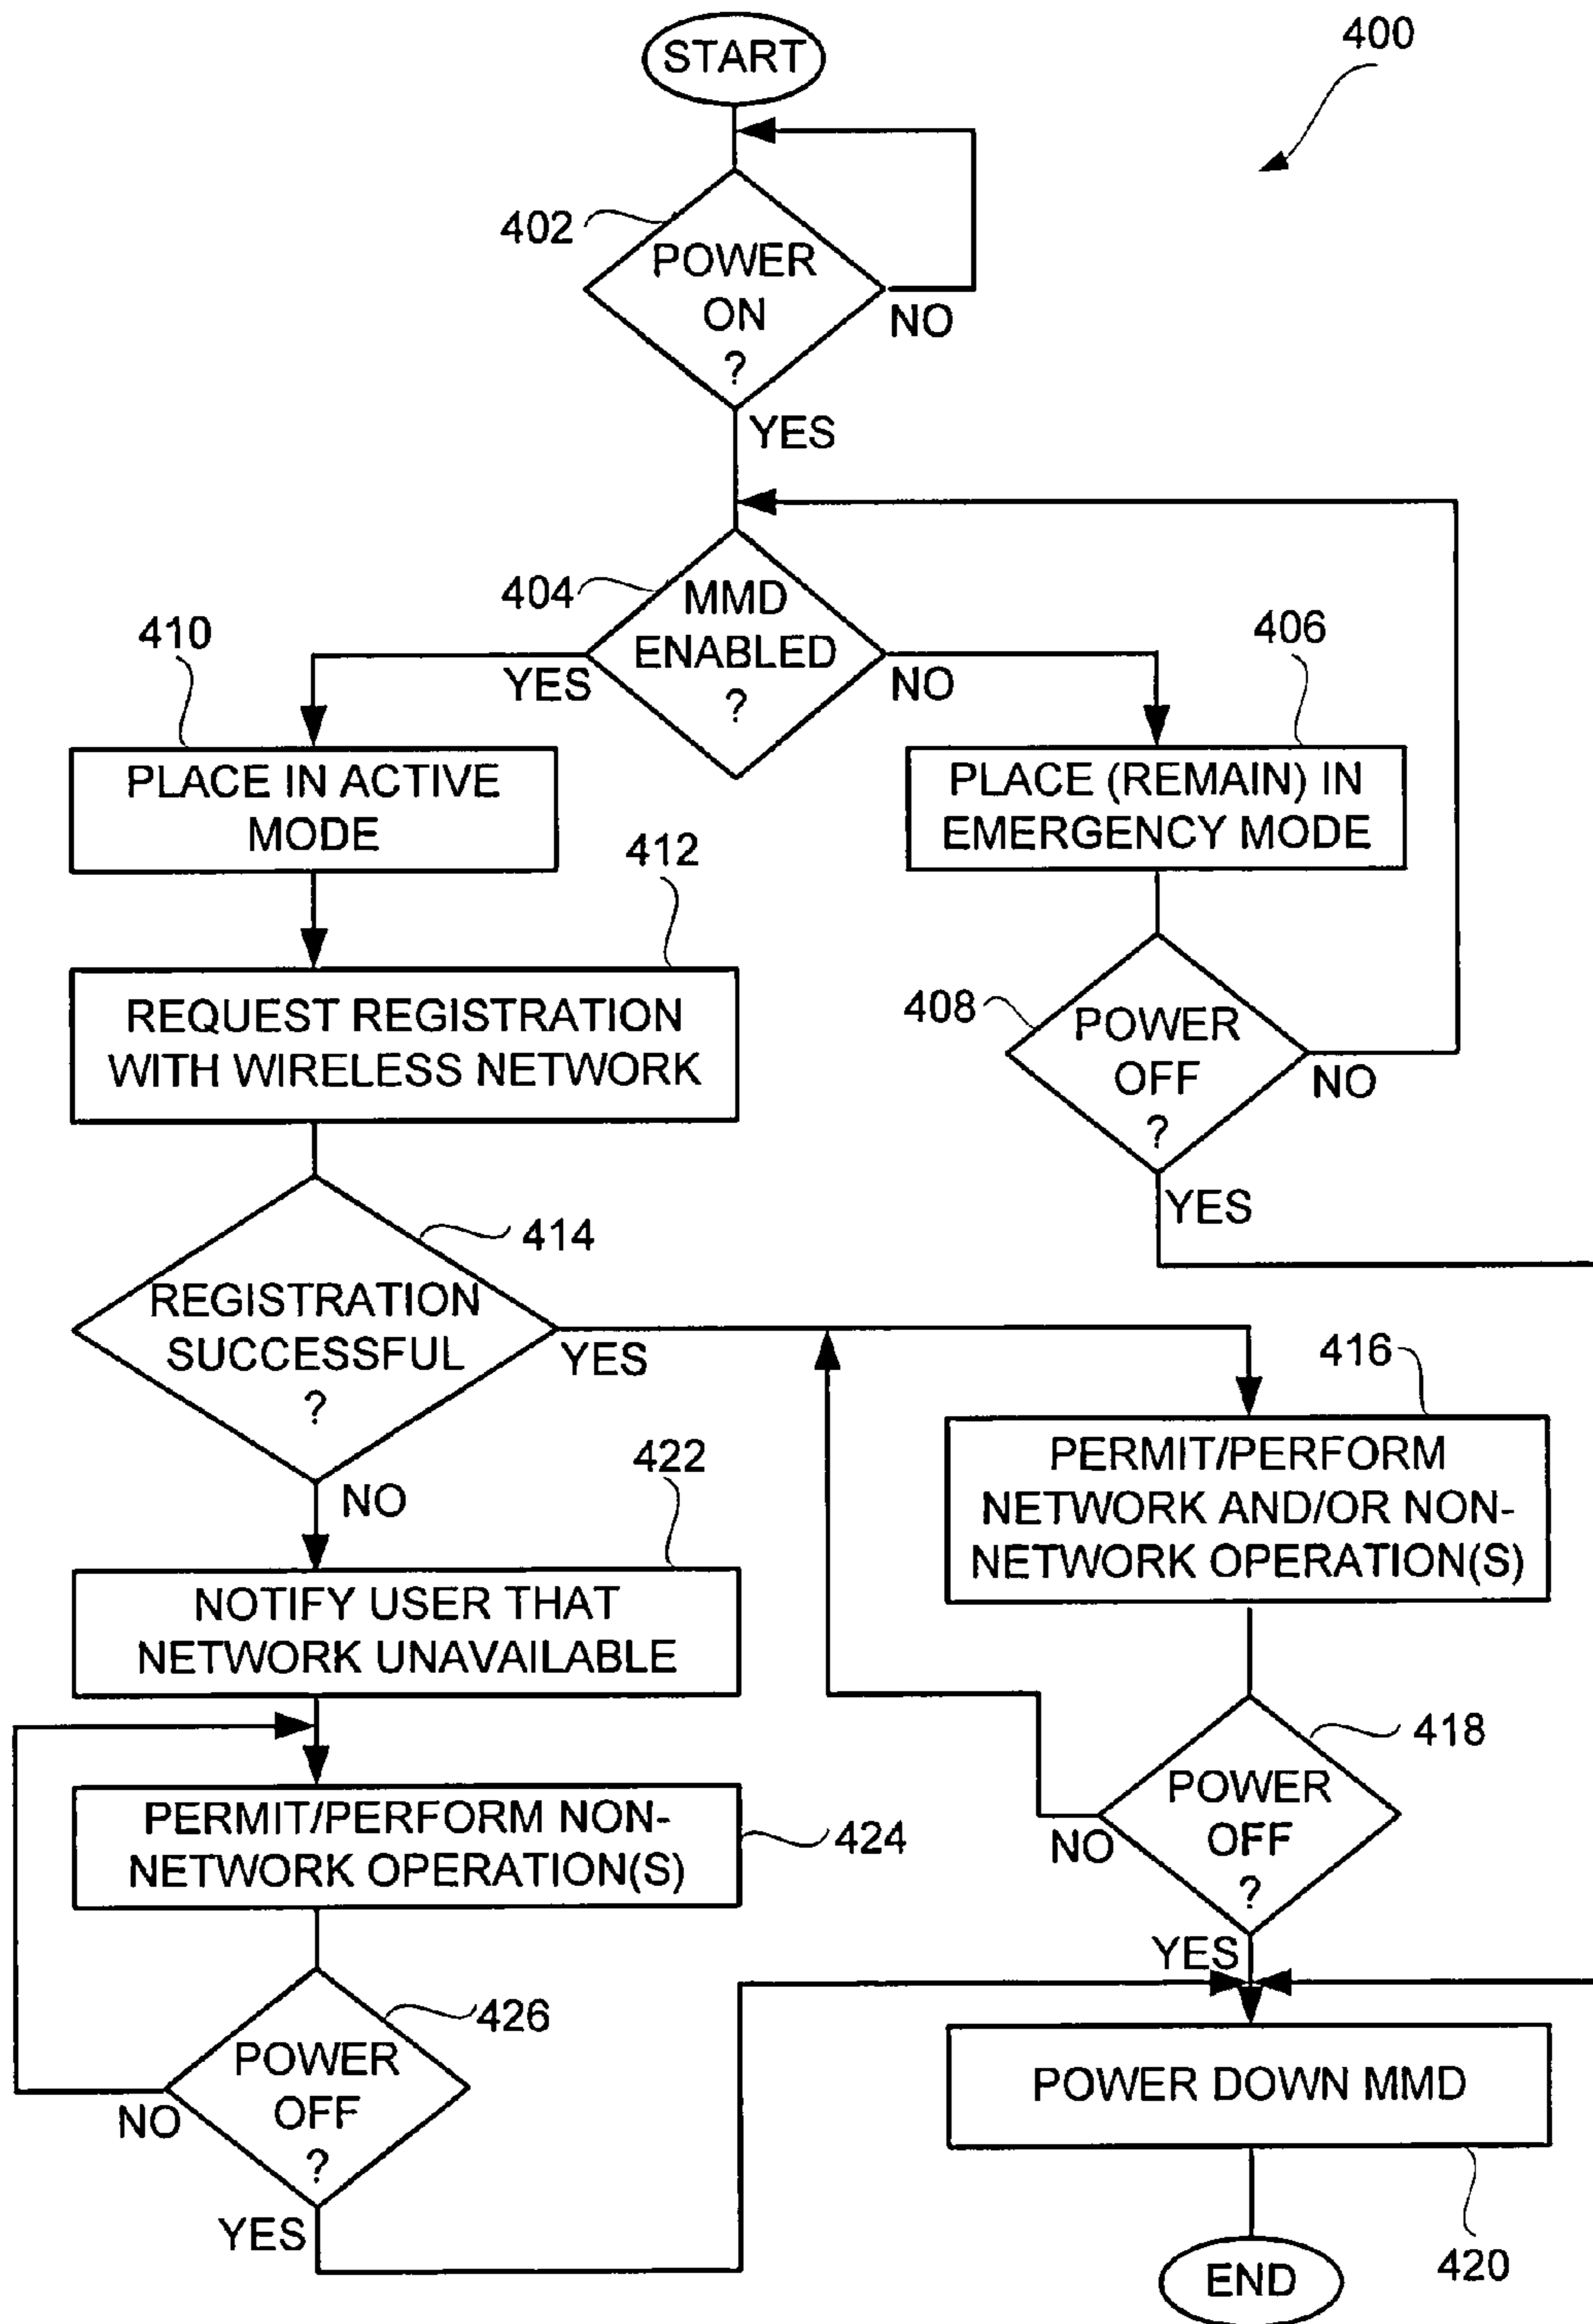 START
400
402
POWER
ON
?
NO
YES
404
MMD
ENABLED
?
YES
NO
410
406
PLACE IN ACTIVE
MODE
PLACE (REMAIN) IN
EMERGENCY MODE
412
REQUEST REGISTRATION
WITH WIRELESS NETWORK
408
POWER
OFF
?
NO
YES
414
REGISTRATION
SUCCESSFUL
?
YES
NO
416
PERMIT/PERFORM
NETWORK AND/OR NON-
NETWORK OPERATION(S)
422
NOTIFY USER THAT
NETWORK UNAVAILABLE
418
POWER
OFF
?
NO
YES
PERMIT/PERFORM NON-
NETWORK OPERATION(S)
424
426
POWER
OFF
?
NO
YES
POWER DOWN MMD
420
END